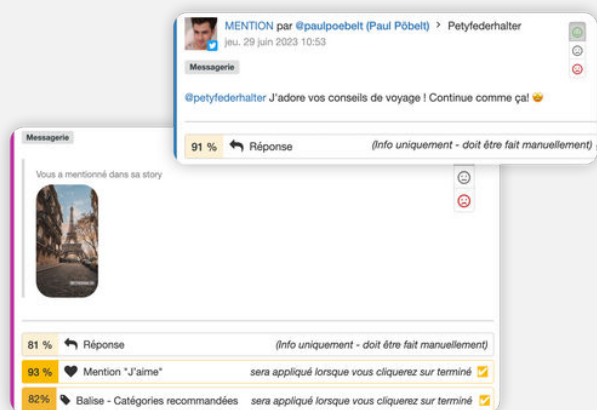 MENTION par @paulpoebelt (Paul Pöbelt) > Petyfederhalter
jeu. 29 juin 2023 10:53
Messagerie
@petyfederhalter J'adore vos conseils de voyage ! Continue comme ça! 🤩
91 % Réponse (Info uniquement - doit être fait manuellement)
Messagerie
Vous a mentionné dans sa story
81 % Réponse (Info uniquement - doit être fait manuellement)
93 % Mention "J'aime" sera appliqué lorsque vous cliquerez sur terminé
82% Balise - Catégories recommandées sera appliqué lorsque vous cliquerez sur terminé